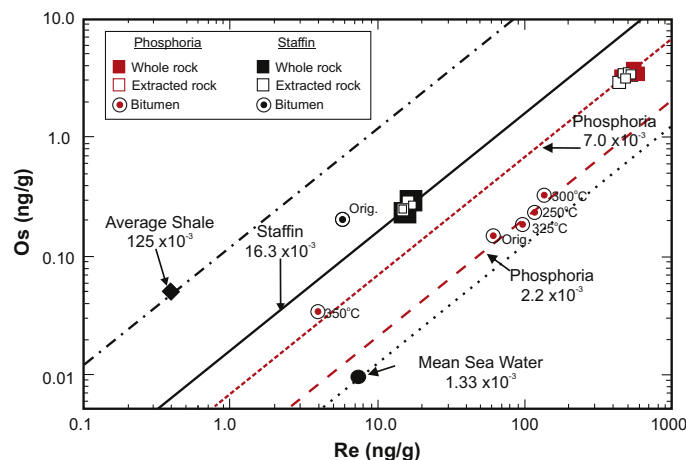 10.0
1.0
0.10
0.01
Os (ng/g)
Phosphoria Staffin
Whole rock Whole rock
Extracted rock Extracted rock
Bitumen Bitumen
Phosphoria
7.0 x10-3
Orig.
300°C
250°C
325°C
Orig.
Average Shale
125 x10-3
Staffin
16.3 x10-3
Phosphoria
2.2 x10-3
350°C
Mean Sea Water
1.33 x10-3
0.1 1.0 10.0 100 1000
Re (ng/g)